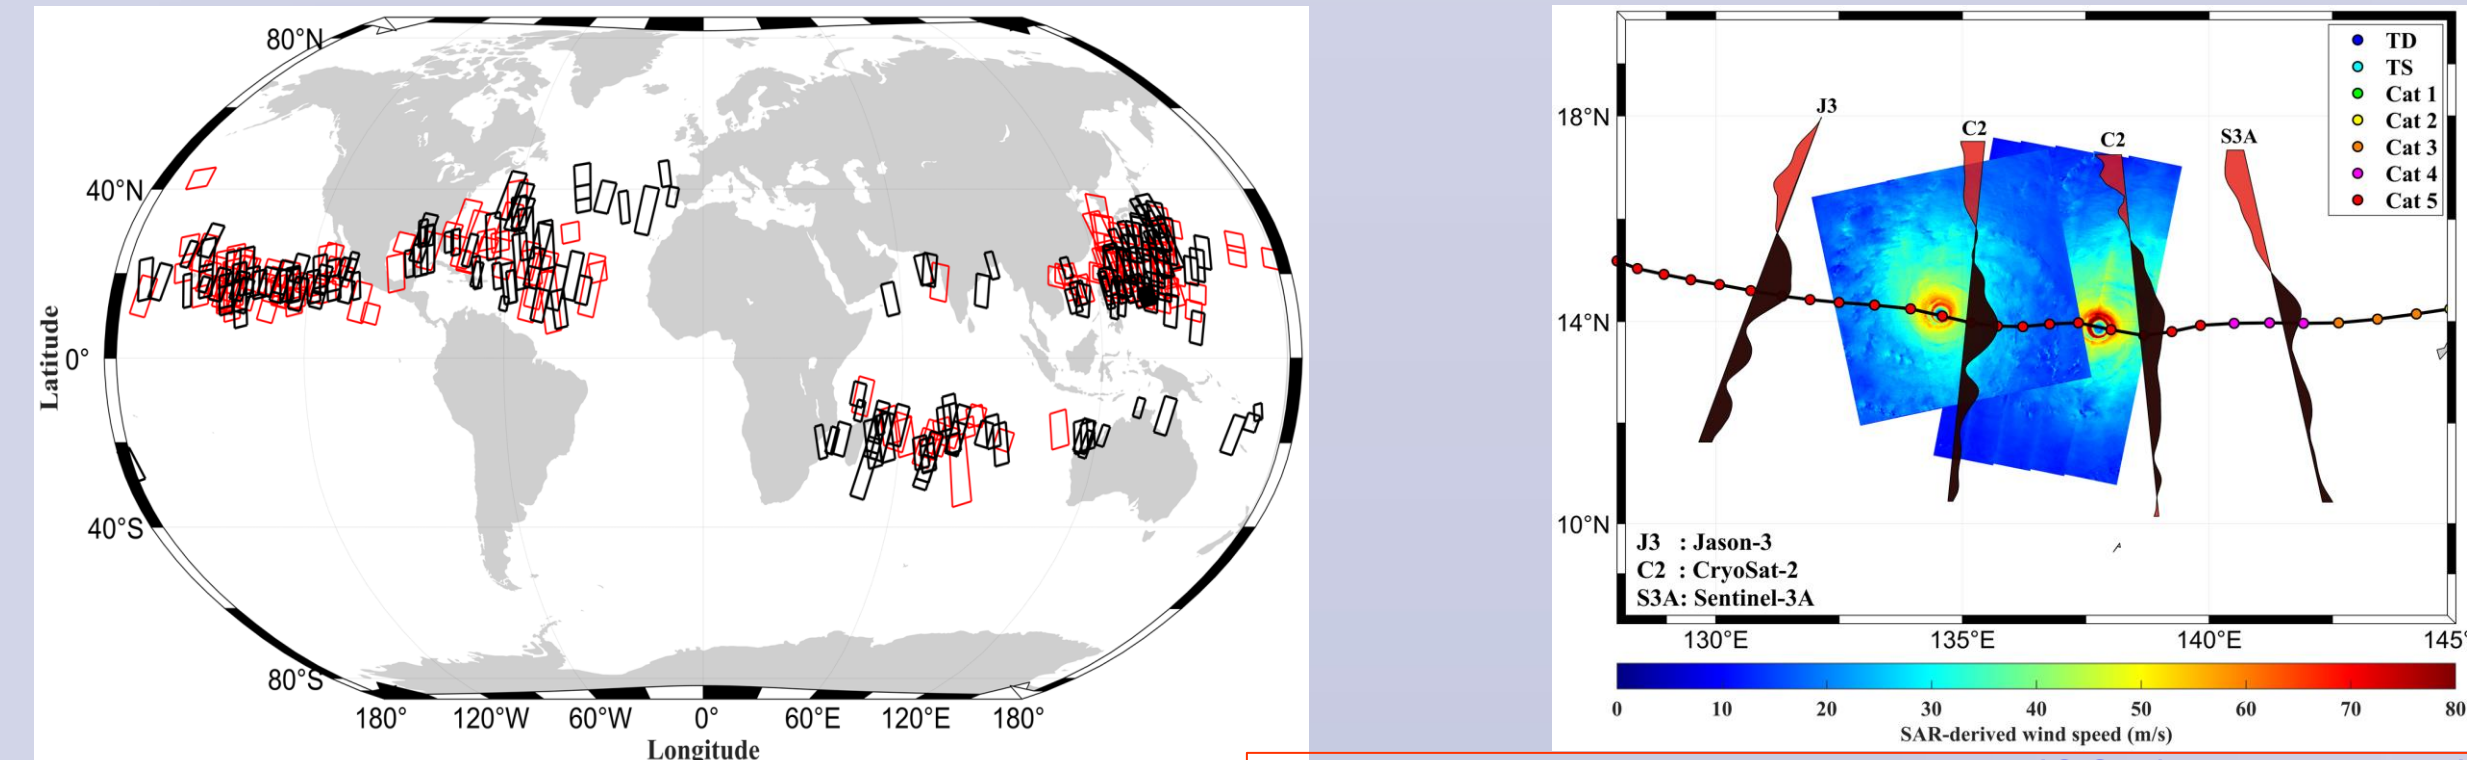 80°N
40°N
0°
40°S
80°S
Latitude
180° 120°W 60°W 0° 60°E 120°E 180°
Longitude
TD
TS
Cat 1
Cat 2
Cat 3
Cat 4
Cat 5
J3
C2
C2
S3A
18°N
14°N
10°N
J3 : Jason-3
C2 : CryoSat-2
S3A: Sentinel-3A
130°E 135°E 140°E 145°
0 10 20 30 40 50 60 70 80
SAR-derived wind speed (m/s)